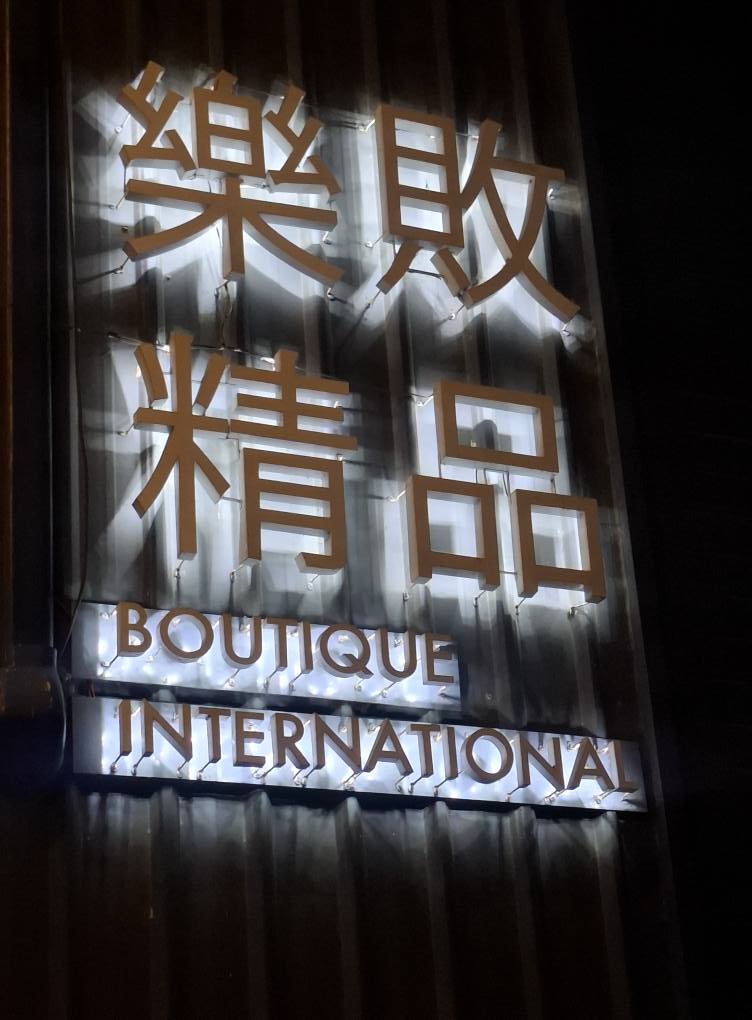 樂敗
精品
BOUTIQUE
INTERNATIONAL